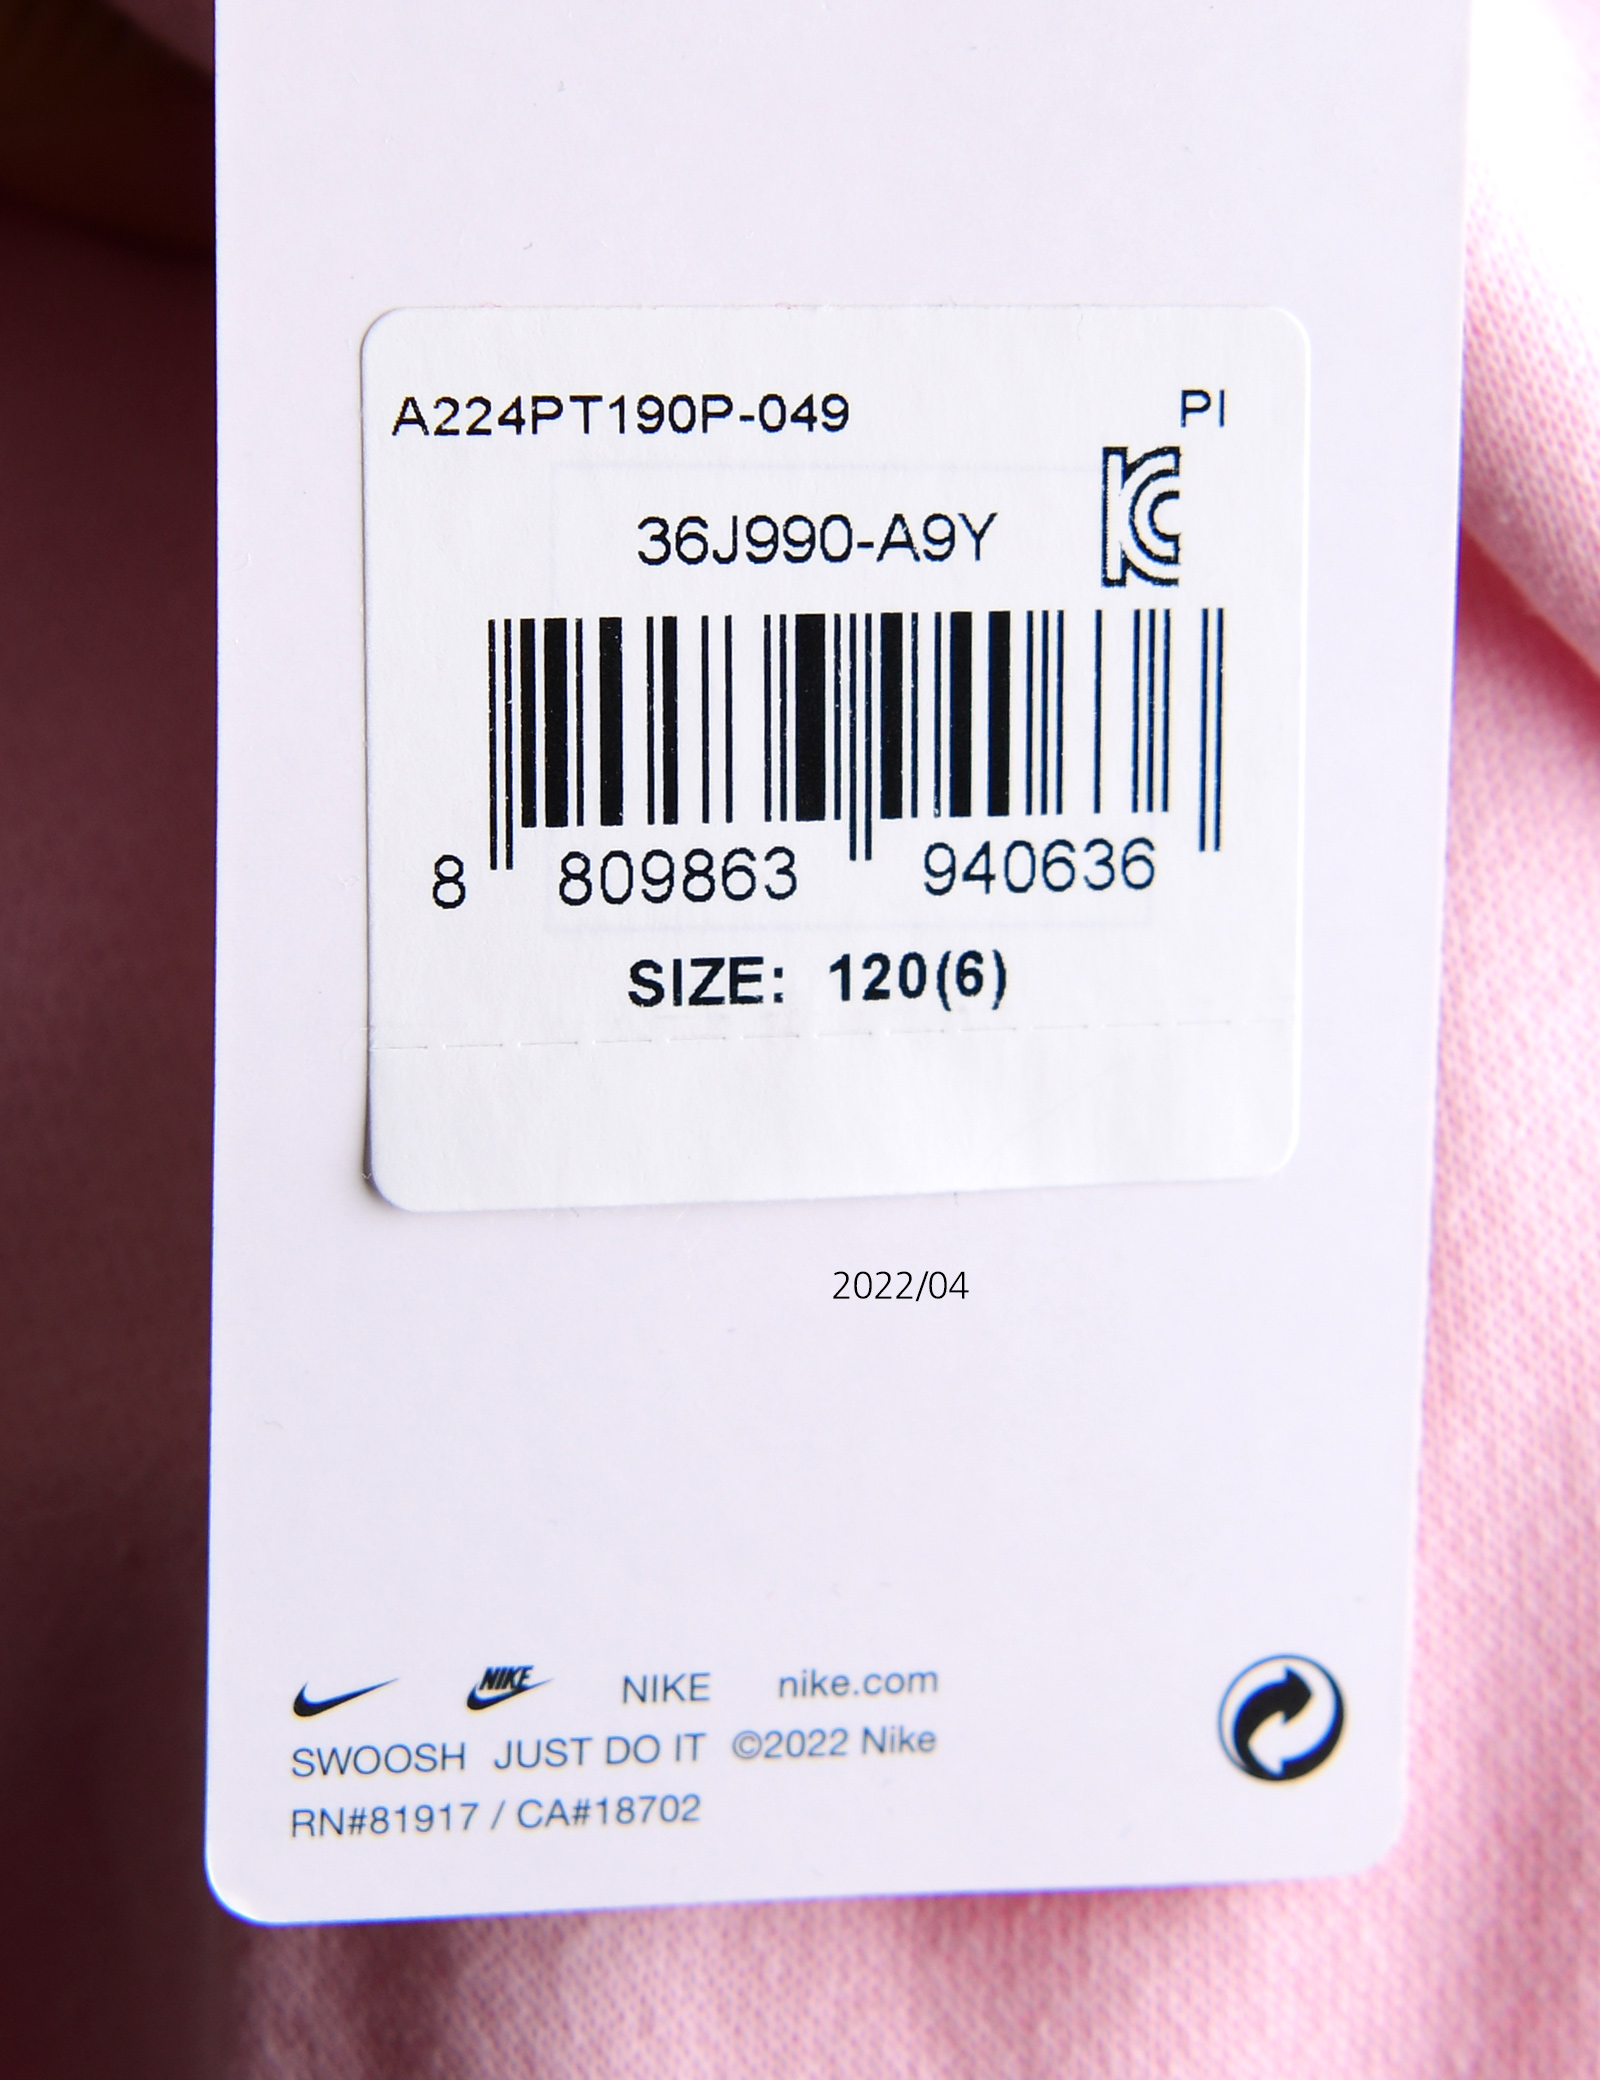 A224PT190P-049 PI
36J990-A9Y
8 809863 940636
SIZE: 120(6)
2022/04
NIKE NIKE nike.com
SWOOSH JUST DO IT ©2022 Nike
RN#81917 / CA#18702